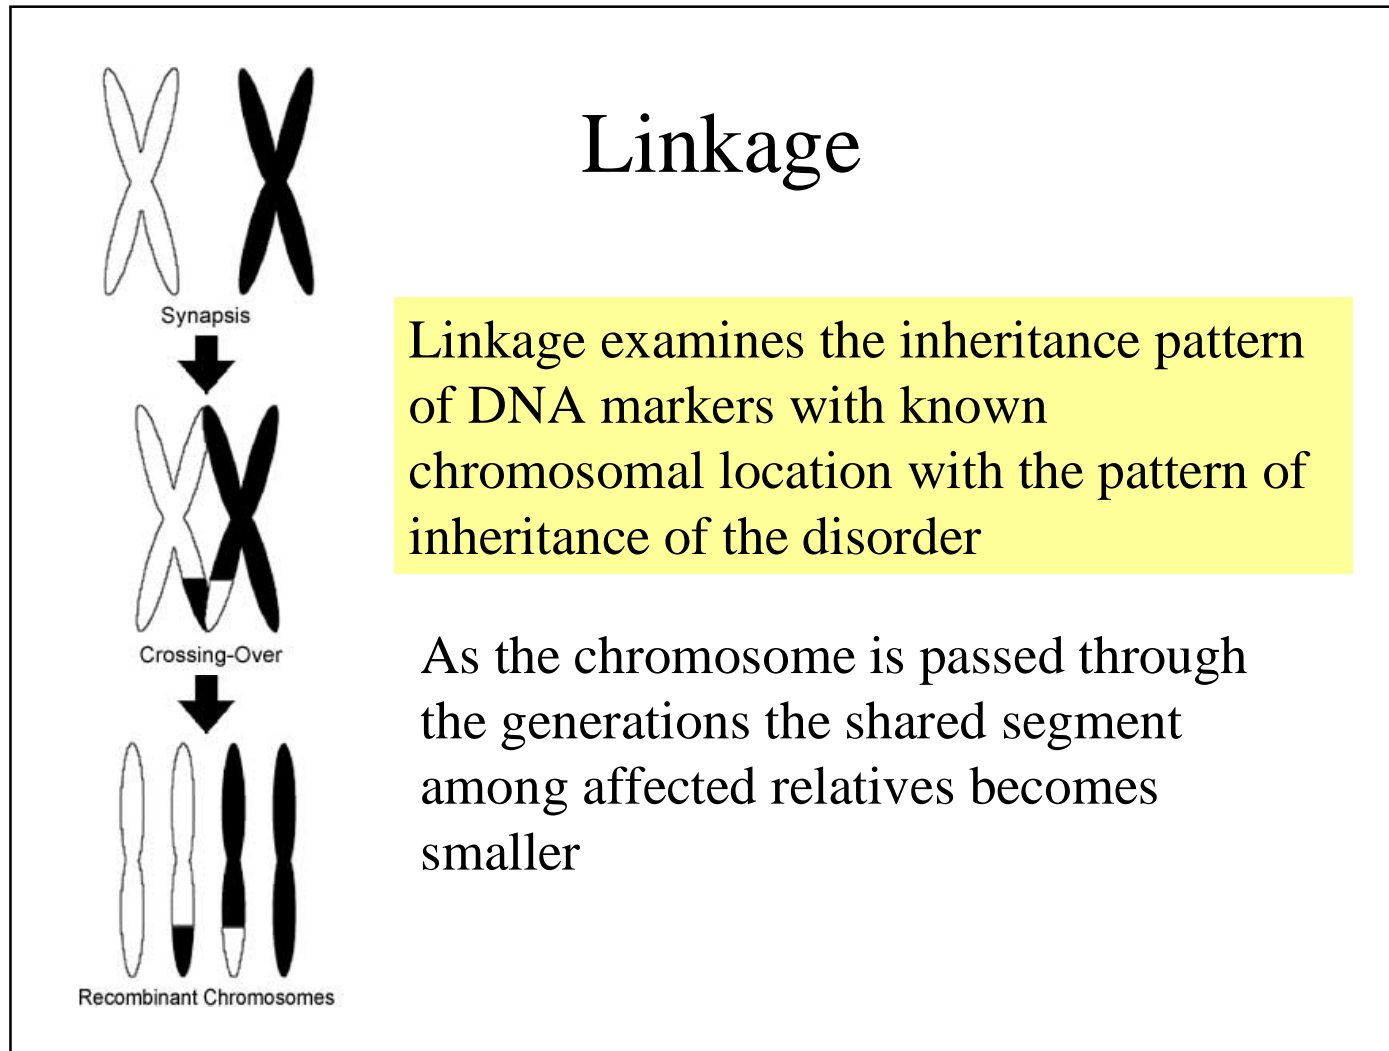 Linkage
Synapsis
Crossing-Over
Recombinant Chromosomes
Linkage examines the inheritance pattern
of DNA markers with known
chromosomal location with the pattern of
inheritance of the disorder
As the chromosome is passed through
the generations the shared segment
among affected relatives becomes
smaller